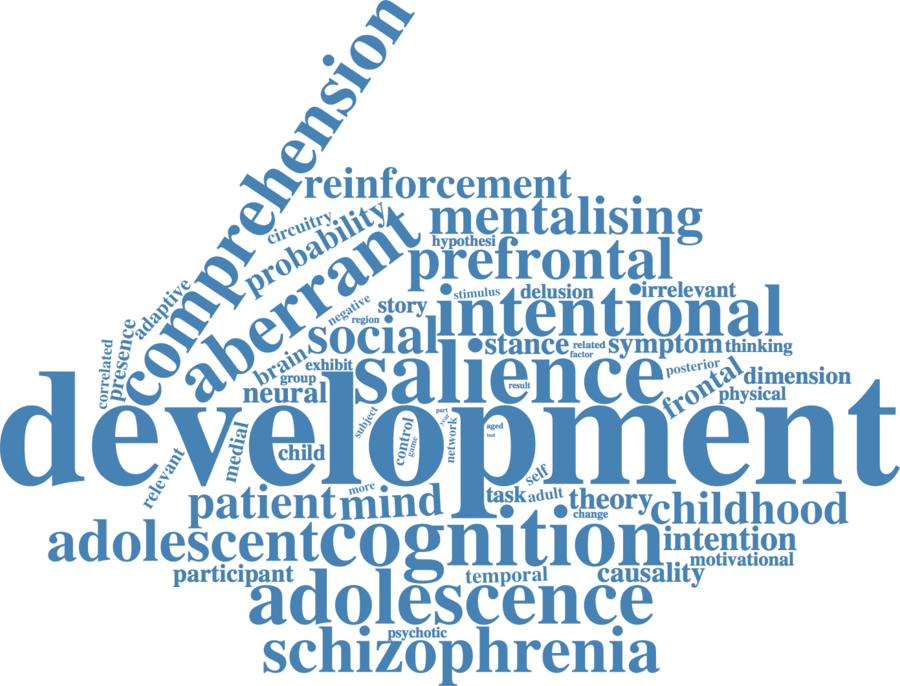 comprehension
reinforcement
circuitry
probability
mentalising
aberrant
hypothesi
prefrontal
adaptive
negative
story
stimulus
delusion
irrelevant
region
intentional
presence
correlated
social
stance
related
factor
symptom
thinking
brain
exhibit
group
salience
result
posterior
frontal
dimension
physical
neural
development
subject
control
game
part
year
network
aged
test
child
medial
relevant
patient
more
mind
task
self
adult
theory
change
childhood
adolescent
cognition
intention
motivational
participant
temporal
causality
adolescence
psychotic
schizophrenia